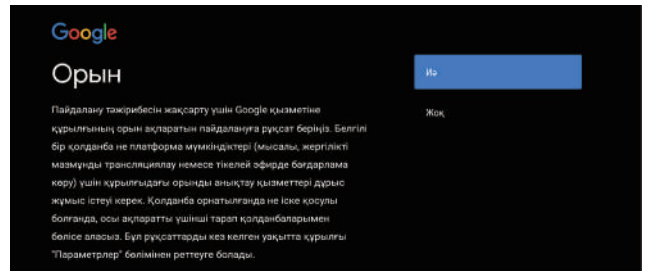 Google
Орын
Иә
Жоқ
Пайдалану тәжірибесін жақсарту үшін Google қызметіне
құрылғының орын ақпаратын пайдалануға рұқсат беріңіз. Белгілі
бір қолданба не платформа мүмкіндіктері (мысалы, жергілікті
мазмұнды трансляциялау немесе тікелей эфирде бағдарлама
көру) үшін құрылғыдағы орынды анықтау қызметтері дұрыс
жұмыс істеуі керек. Қолданба орнатылғанда не іске қосулы
болғанда, осы ақпаратты үшінші тарап қолданбаларымен
бөлісе аласыз. Бұл рұқсаттарды кез келген уақытта құрылғы
"Параметрлер" бөлімінен реттеуге болады.